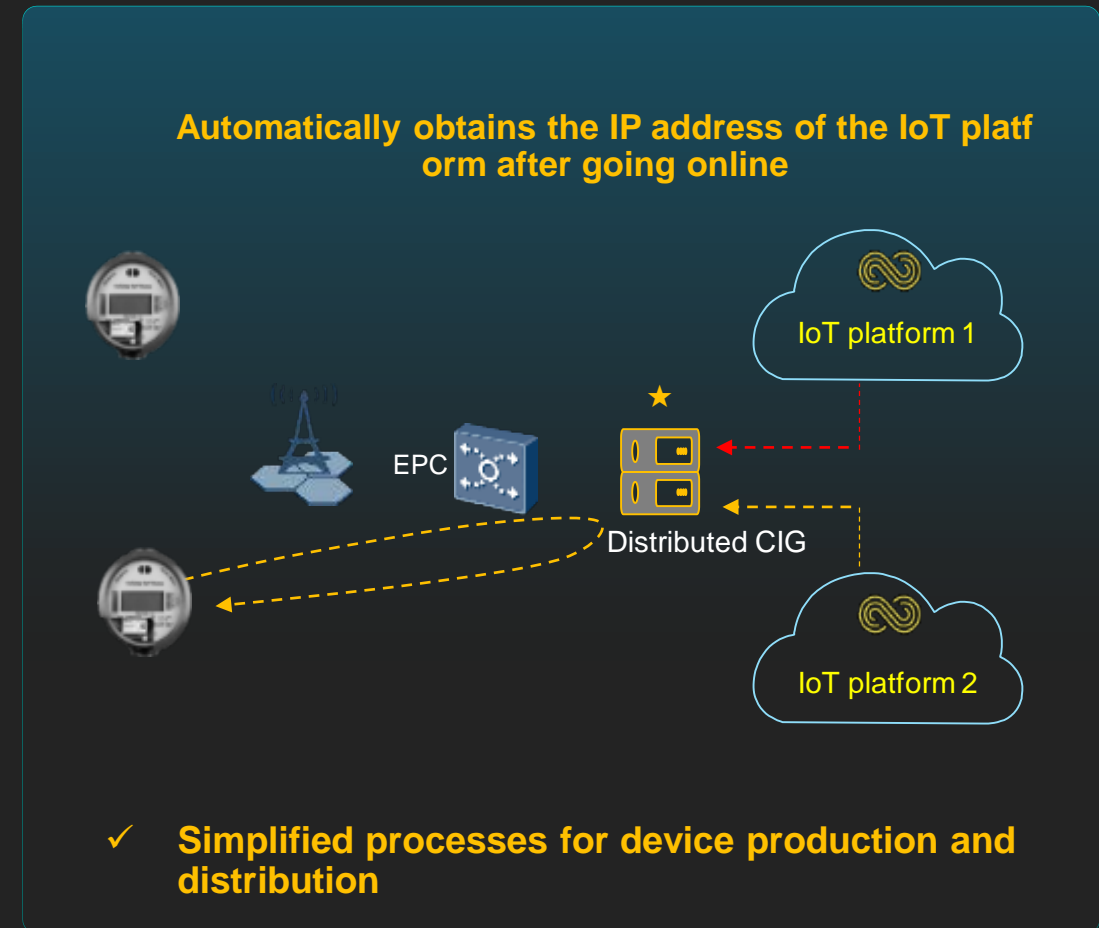 Automatically obtains the IP address of the IoT platf
orm after going online
IoT platform 1
EPC
Distributed CIG
IoT platform 2
✓ Simplified processes for device production and
distribution